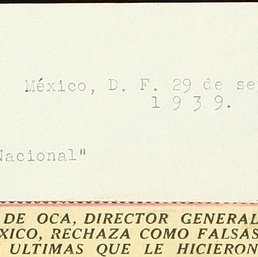 México, D. F. 29 de se
1 9 3 9.
Nacional"
DE OCA, DIRECTOR GENERAL
XICO, RECHAZA COMO FALSAS
ULTIMAS QUE LE HICIERON